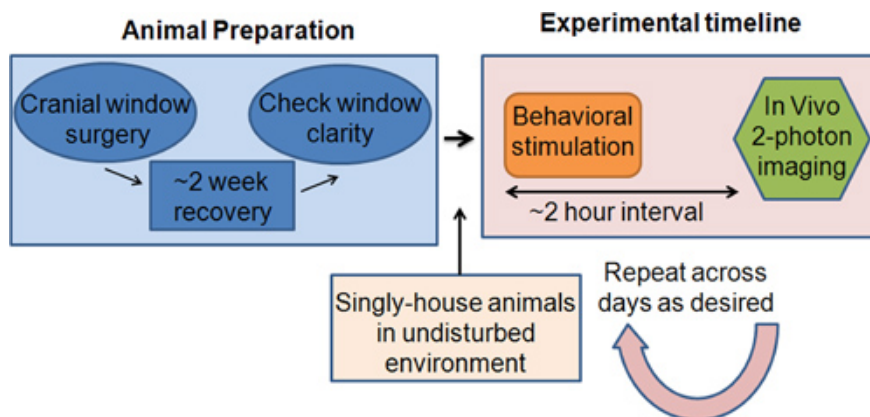 Animal Preparation
Cranial window
surgery
~2 week
recovery
Check window
clarity
Experimental timeline
Behavioral
stimulation
~2 hour interval
In Vivo
2-photon
imaging
Singly-house animals
in undisturbed
environment
Repeat across
days as desired